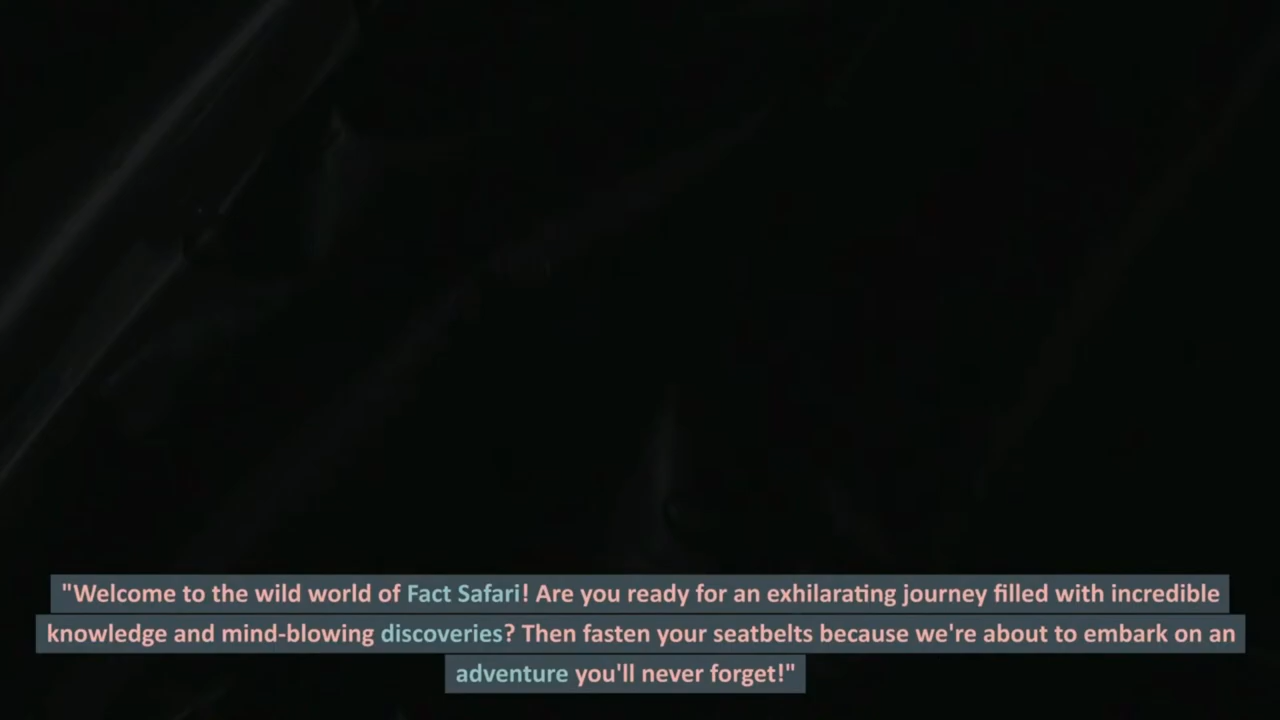 "Welcome to the wild world of Fact Safari! Are you ready for an exhilarating journey filled with incredible
knowledge and mind-blowing discoveries? Then fasten your seatbelts because we're about to embark on an
adventure you'll never forget!"